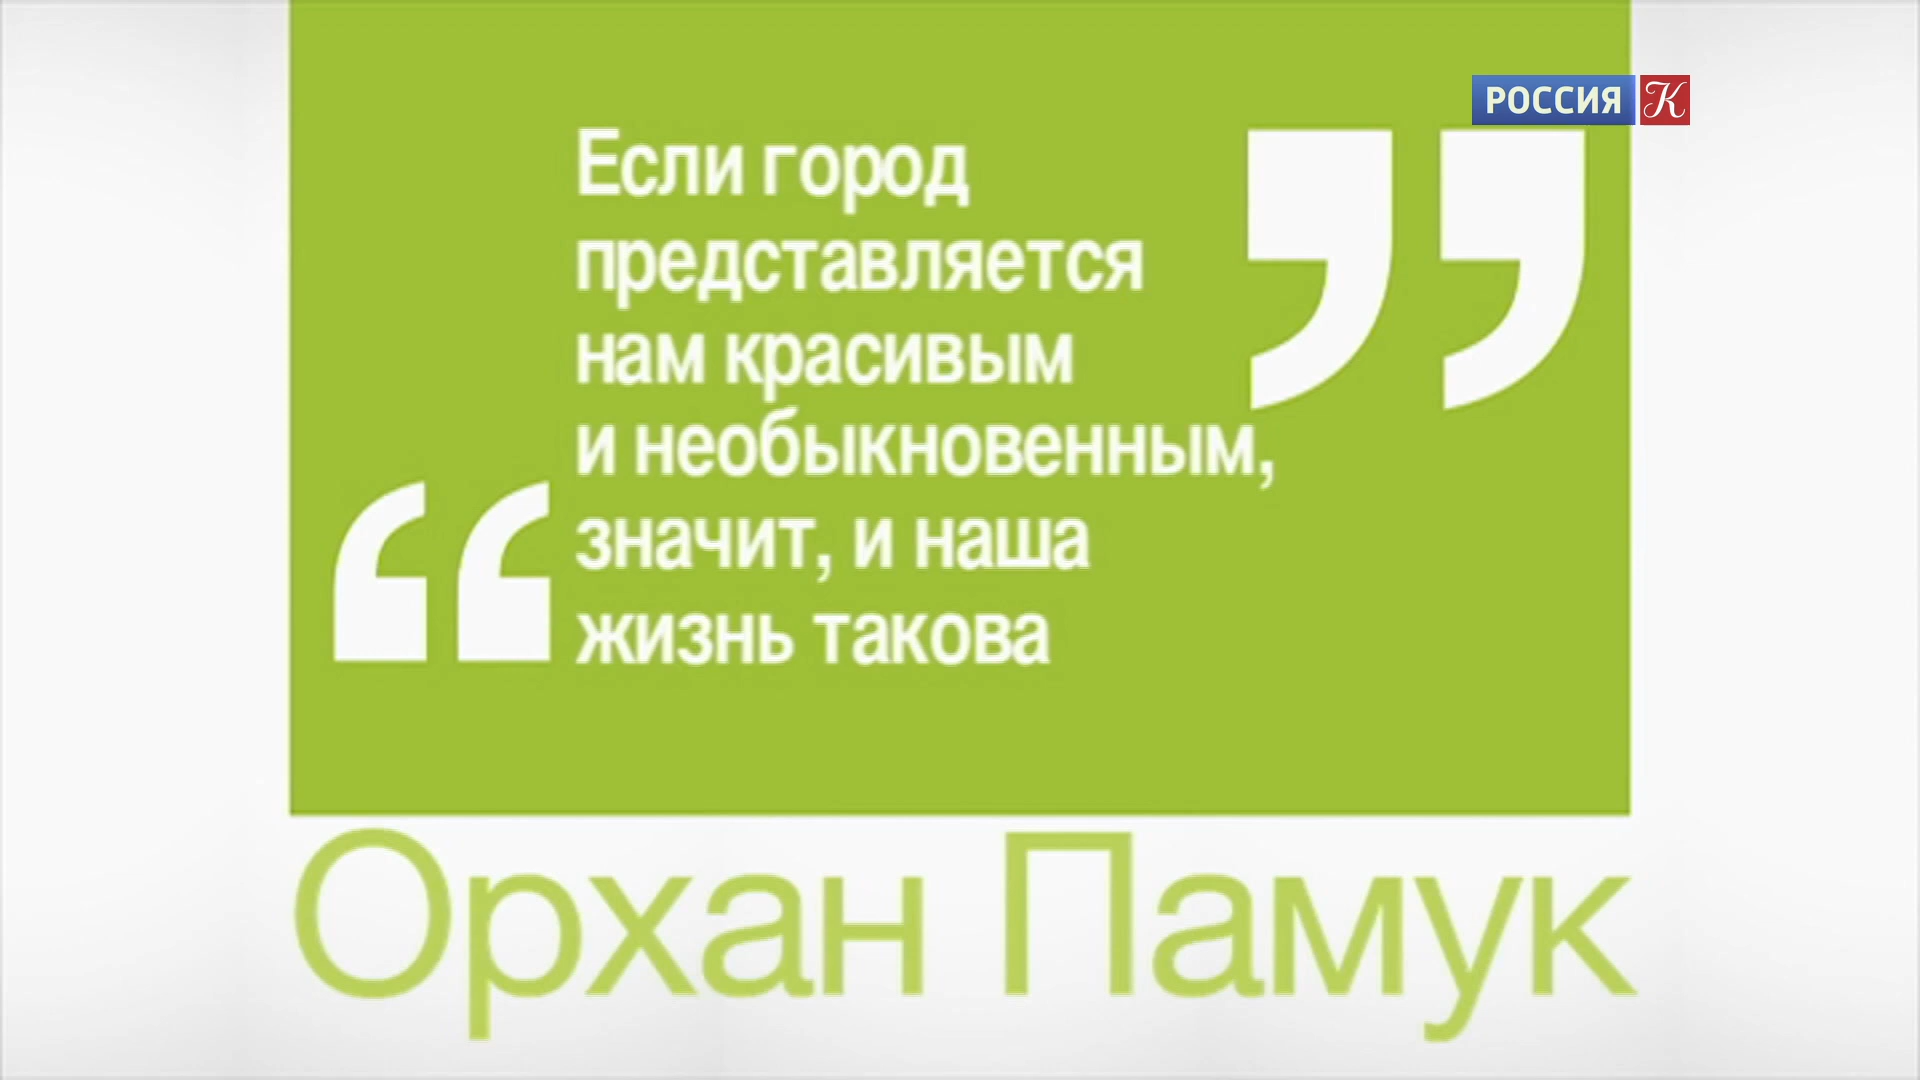 РОССИЯ К
Если город
представляется
нам красивым
и необыкновенным,
значит, и наша
жизнь такова
Орхан Памук